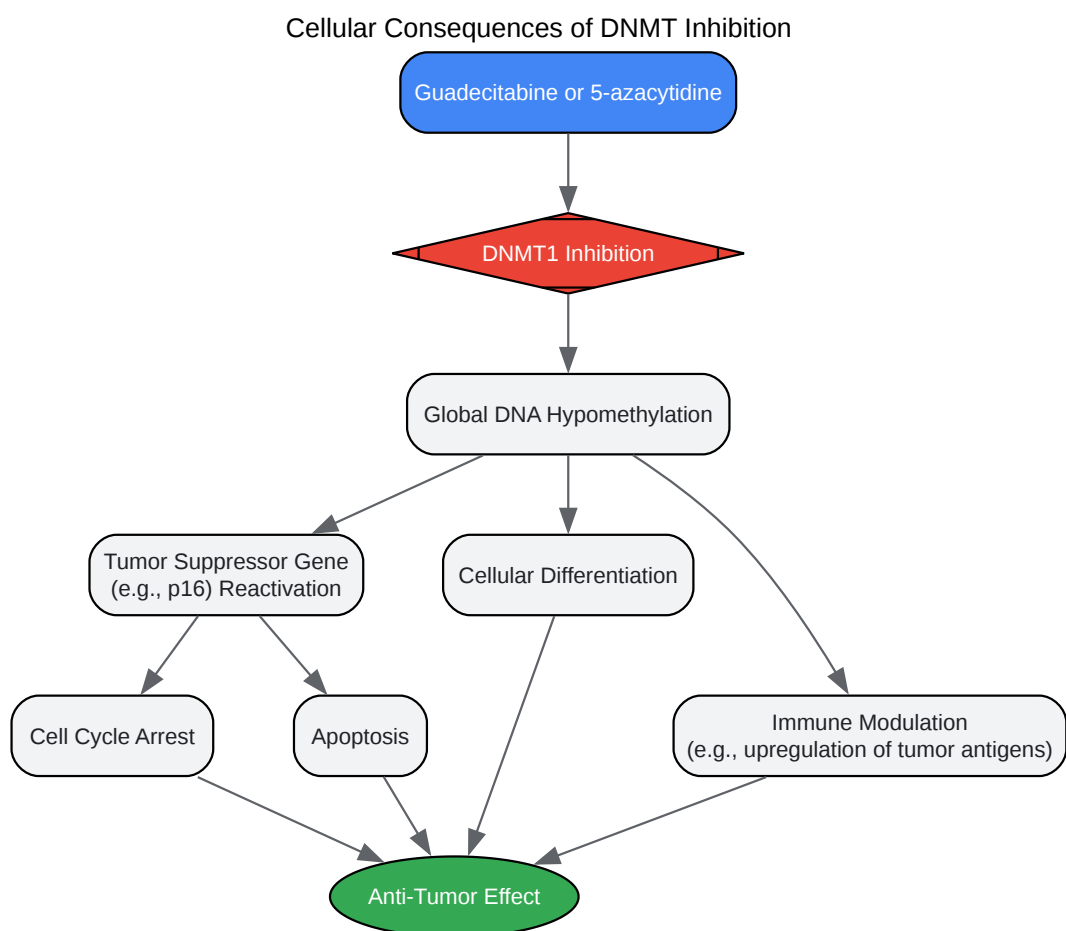 Cellular Consequences of DNMT Inhibition
Guadecitabine or 5-azacytidine
DNMT1 Inhibition
Global DNA Hypomethylation
Tumor Suppressor Gene
(e.g., p16) Reactivation
Cellular Differentiation
Cell Cycle Arrest
Apoptosis
Immune Modulation
(e.g., upregulation of tumor antigens)
Anti-Tumor Effect